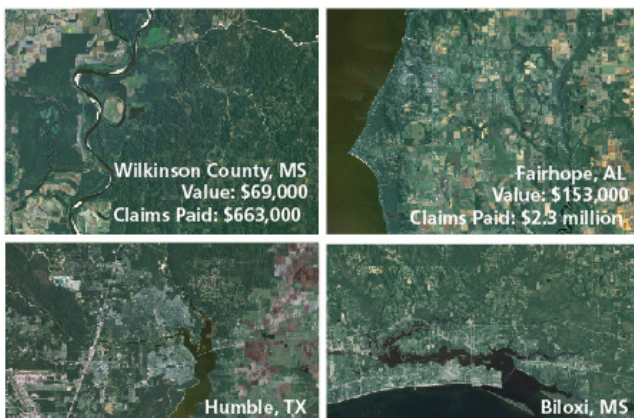 Wilkinson County, MS
Value: $69,000
Claims Paid: $663,000
Fairhope, AL
Value: $153,000
Claims Paid: $2.3 million
Humble, TX
Biloxi, MS